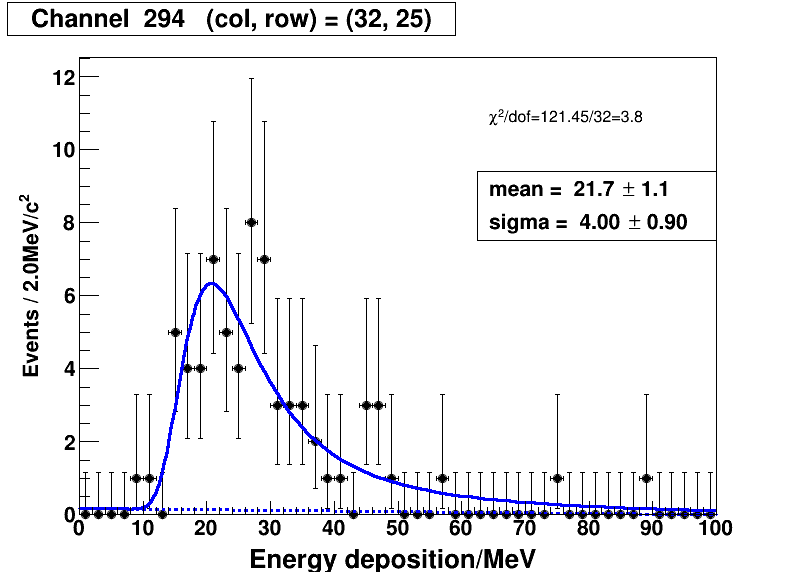 Channel  294   (col, row) = (32, 25)
χ²/dof=121.45/32=3.8
mean =  21.7 ± 1.1
sigma =  4.00 ± 0.90
Events / 2.0MeV/c²
12
10
8
6
4
2
0
0 10 20 30 40 50 60 70 80 90 100
Energy deposition/MeV